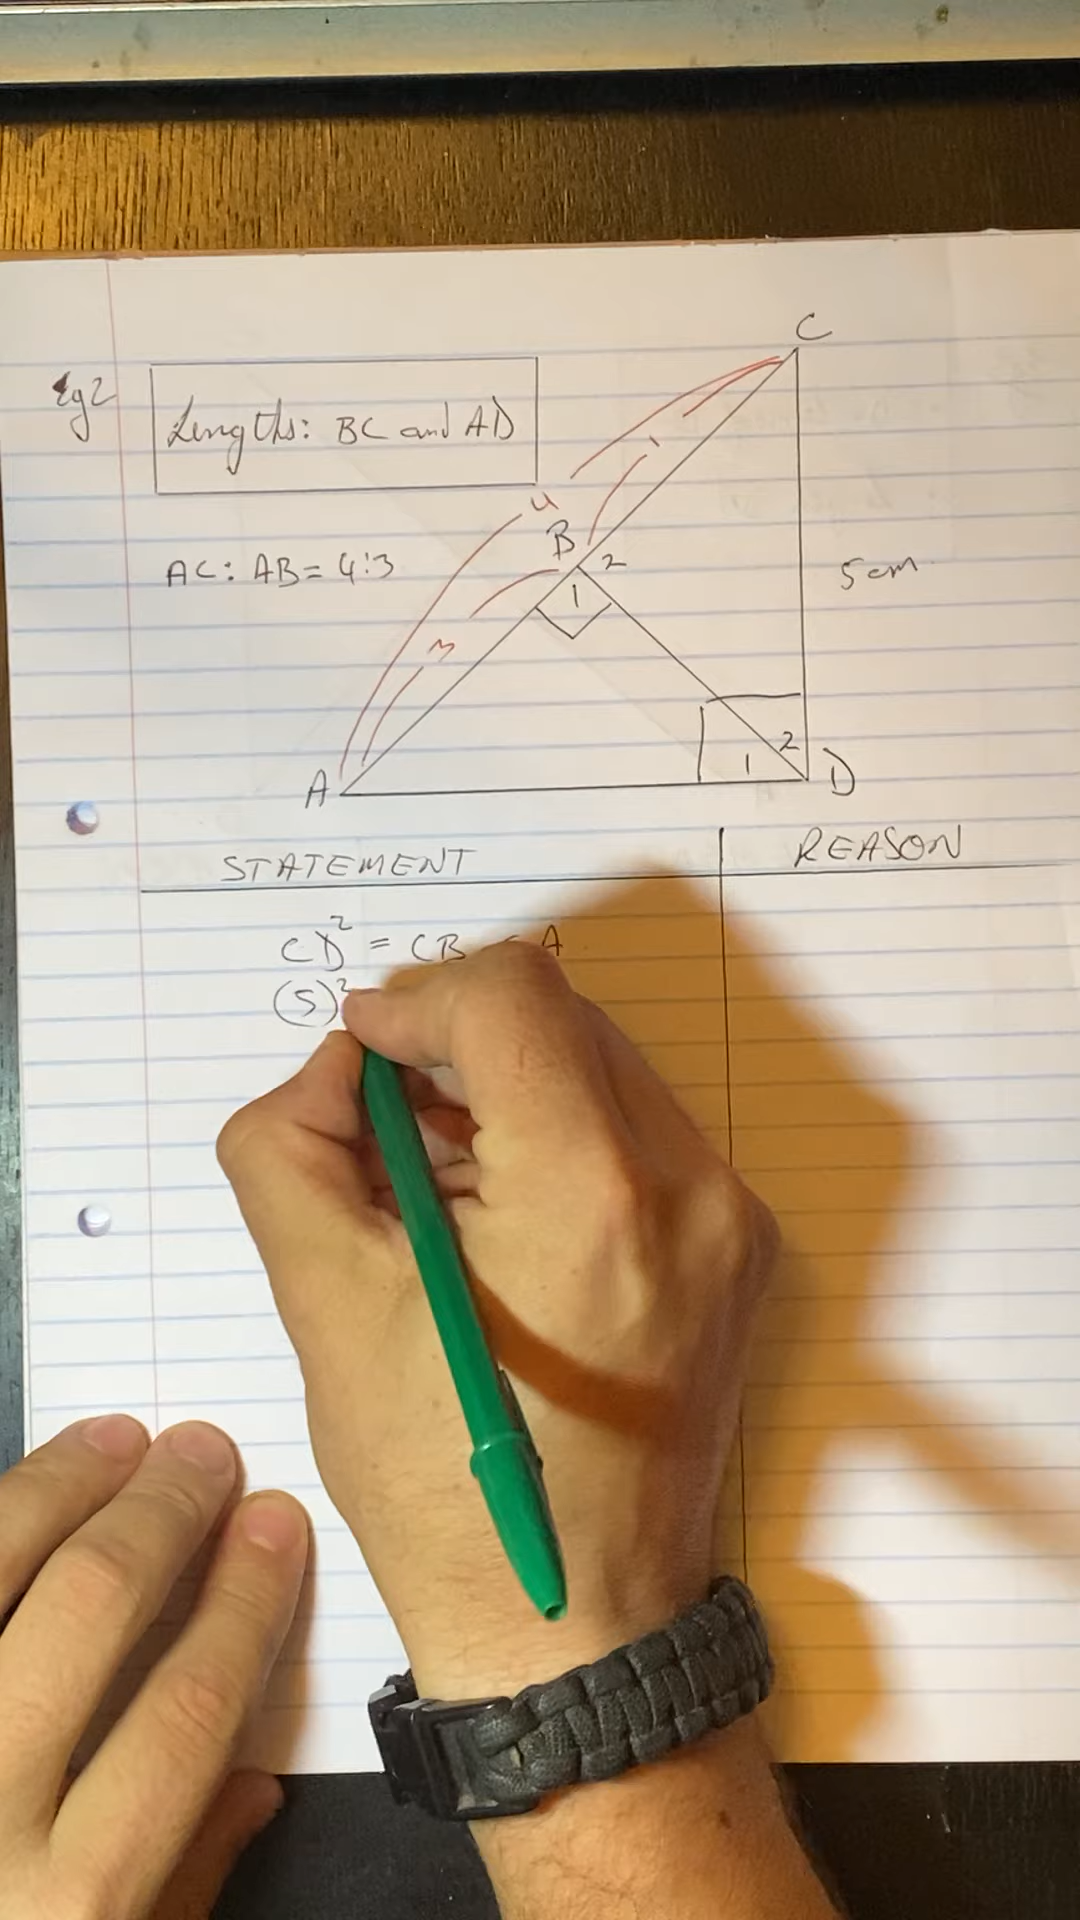 C
Eg2
Lengths: BC and AD
4
1
B
AC: AB = 4:3
2
1
5cm
3
2
A
1
D
STATEMENT
REASON
CD² = CB A
(5)²